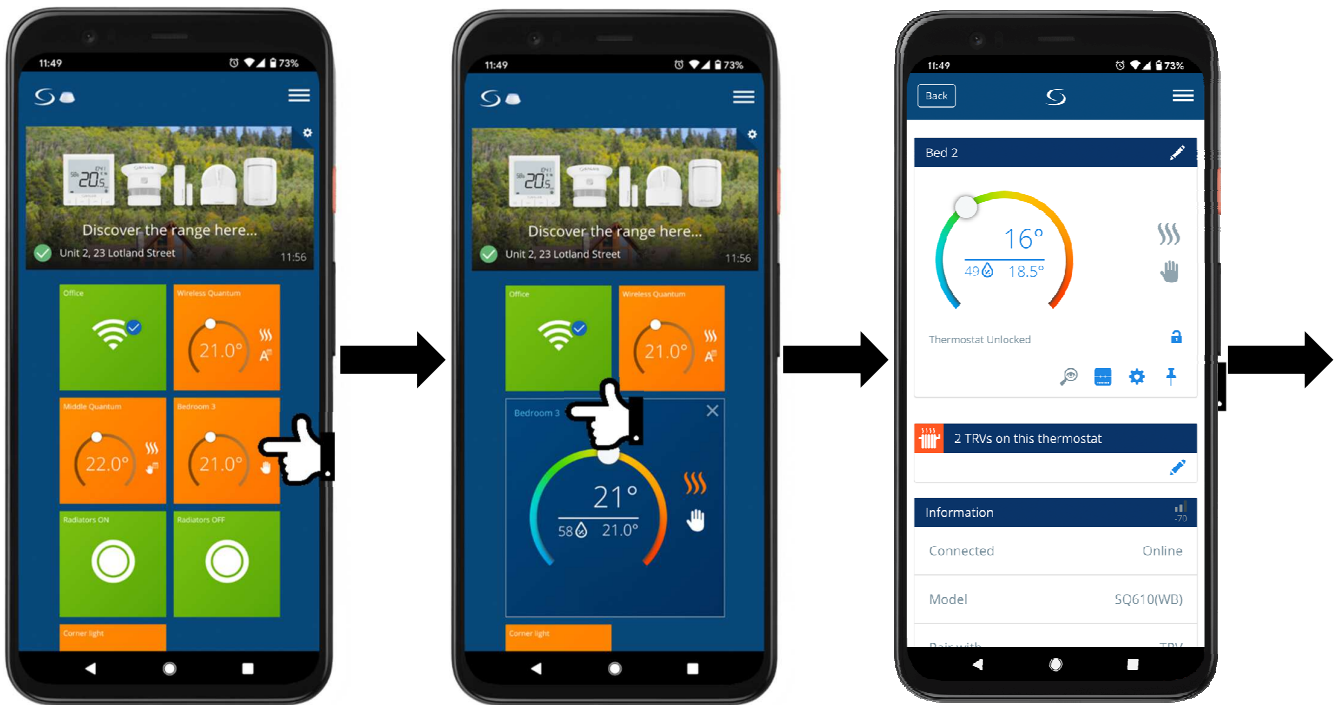 11:49
73%
Discover the range here...
Unit 2, 23 Lotland Street
11:56
Office
Wireless Quantum
21.0°
A
Middle Quantum
Bedroom 3
22.0°
21.0°
Radiators ON
Radiators OFF
Corner light
11:49
73%
Discover the range here...
Unit 2, 23 Lotland Street
11:56
Office
Wireless Quantum
21.0°
A
Bedroom 3
21°
58 21.0°
Corner light
11:49
73%
Back
Bed 2
16°
49 18.5°
Thermostat Unlocked
2 TRVs on this thermostat
Information
-70
Connected Online
Model SQ610(WB)
Pair with TRV